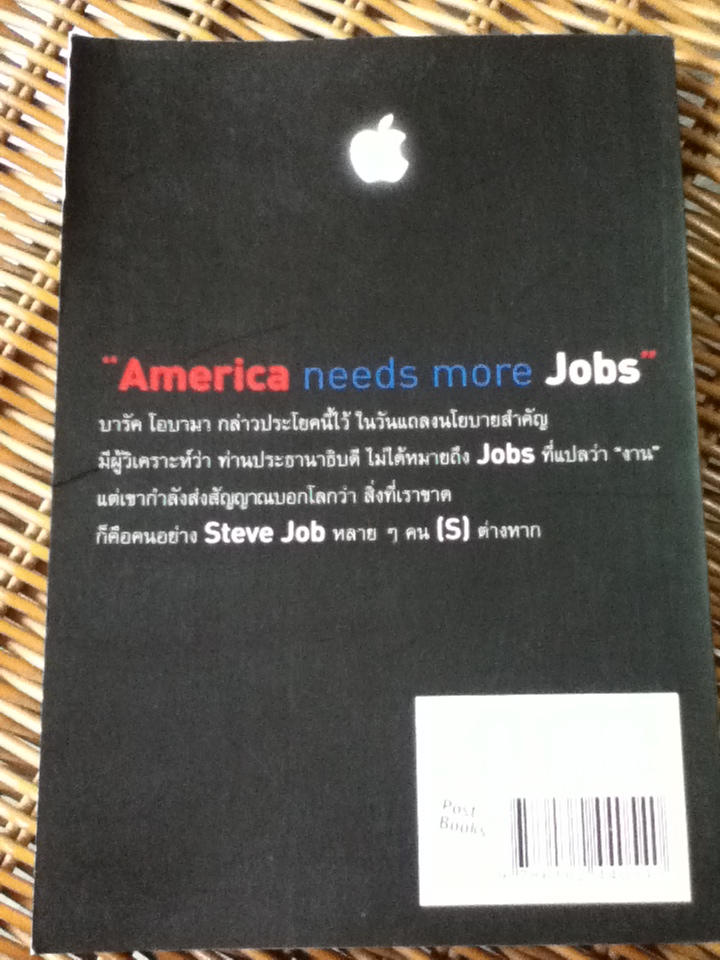 "America needs more Jobs"
บารัค โอบามา กล่าวประโยคนี้ไว้ ในวันแถลงนโยบายสำคัญ
มีผู้วิเคราะห์ว่า ท่านประธานาธิบดี ไม่ได้หมายถึง Jobs ที่แปลว่า "งาน"
แต่เขากำลังส่งสัญญาณบอกโลกว่า สิ่งที่เราขาด
ก็คือคนอย่าง Steve Job หลาย ๆ คน (S) ต่างหาก
Post
Books